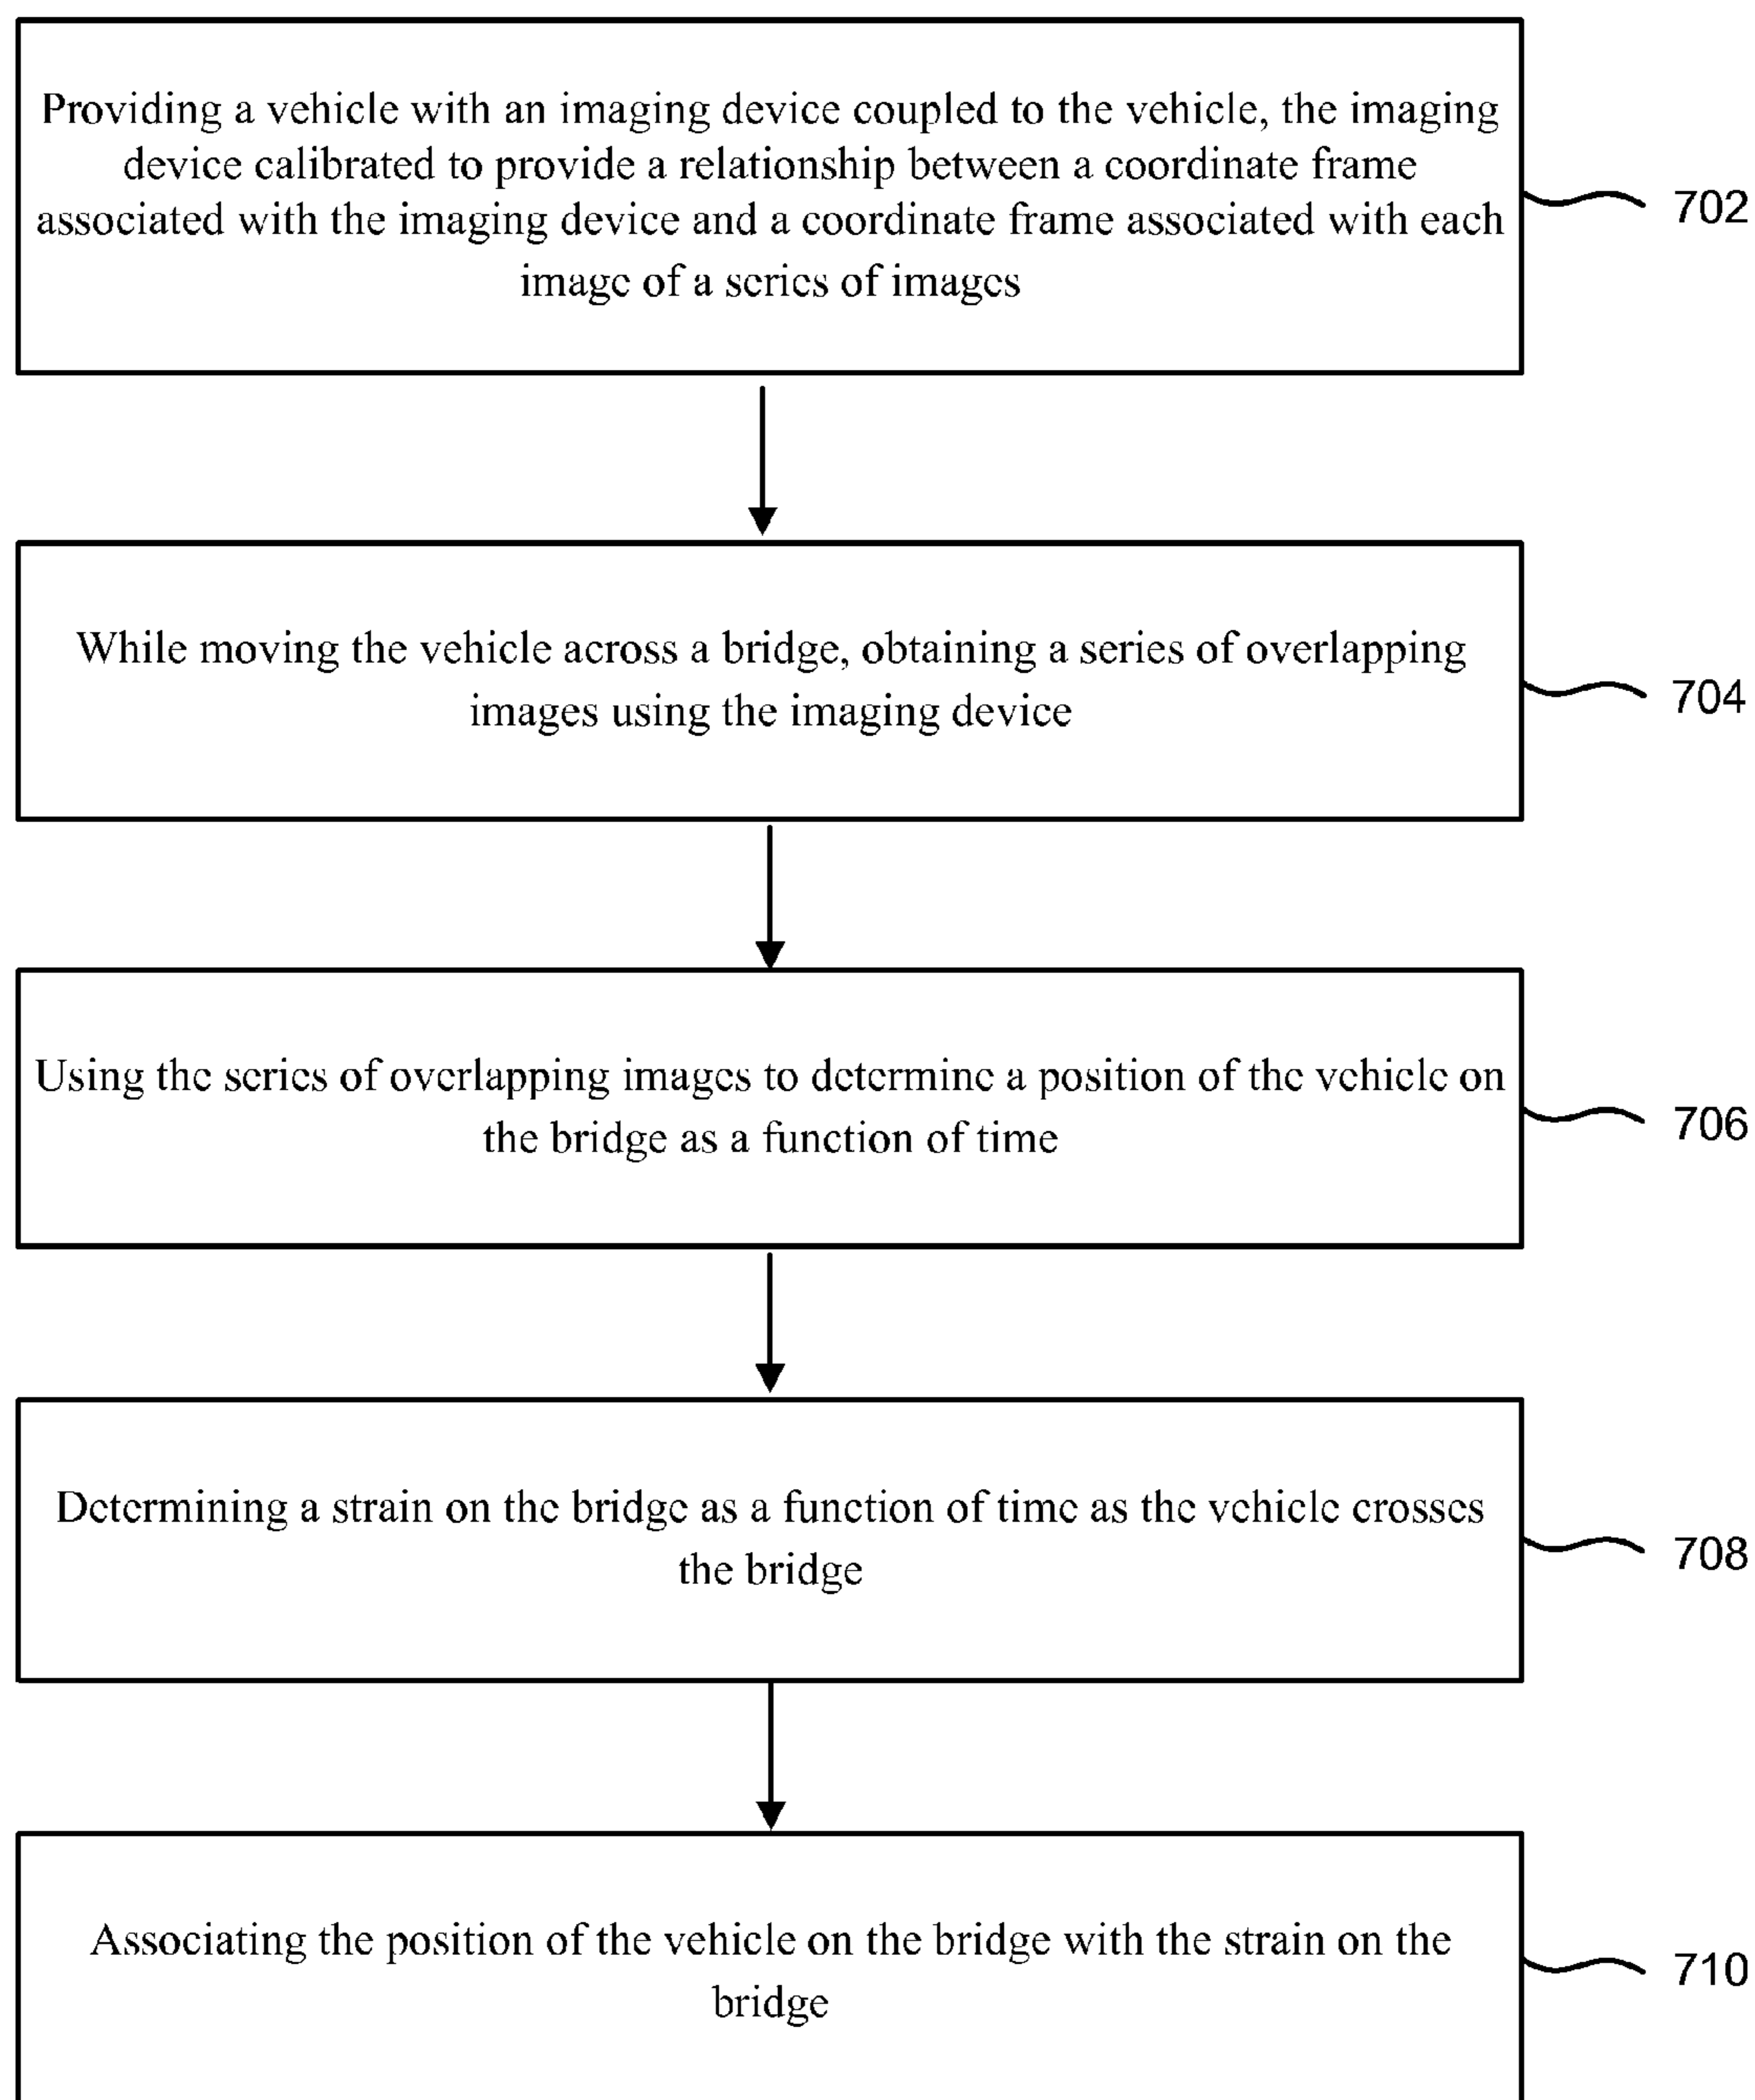 Providing a vehicle with an imaging device coupled to the vehicle, the imaging
device calibrated to provide a relationship between a coordinate frame
associated with the imaging device and a coordinate frame associated with each
image of a series of images
702
While moving the vehicle across a bridge, obtaining a series of overlapping
images using the imaging device
704
Using the series of overlapping images to determine a position of the vehicle on
the bridge as a function of time
706
Determining a strain on the bridge as a function of time as the vehicle crosses
the bridge
708
Associating the position of the vehicle on the bridge with the strain on the
bridge
710